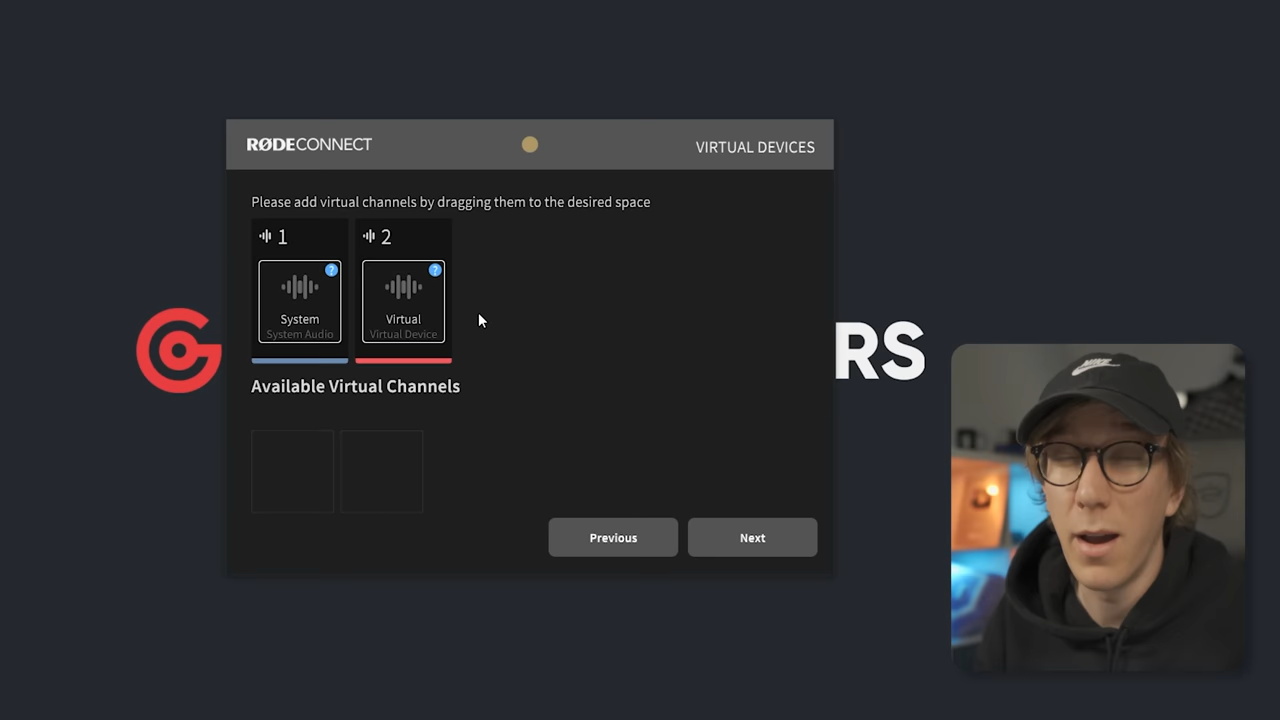 RØDECONNECT
VIRTUAL DEVICES
Please add virtual channels by dragging them to the desired space
1
2
?
?
System
System Audio
Virtual
Virtual Device
RS
Available Virtual Channels
Previous
Next